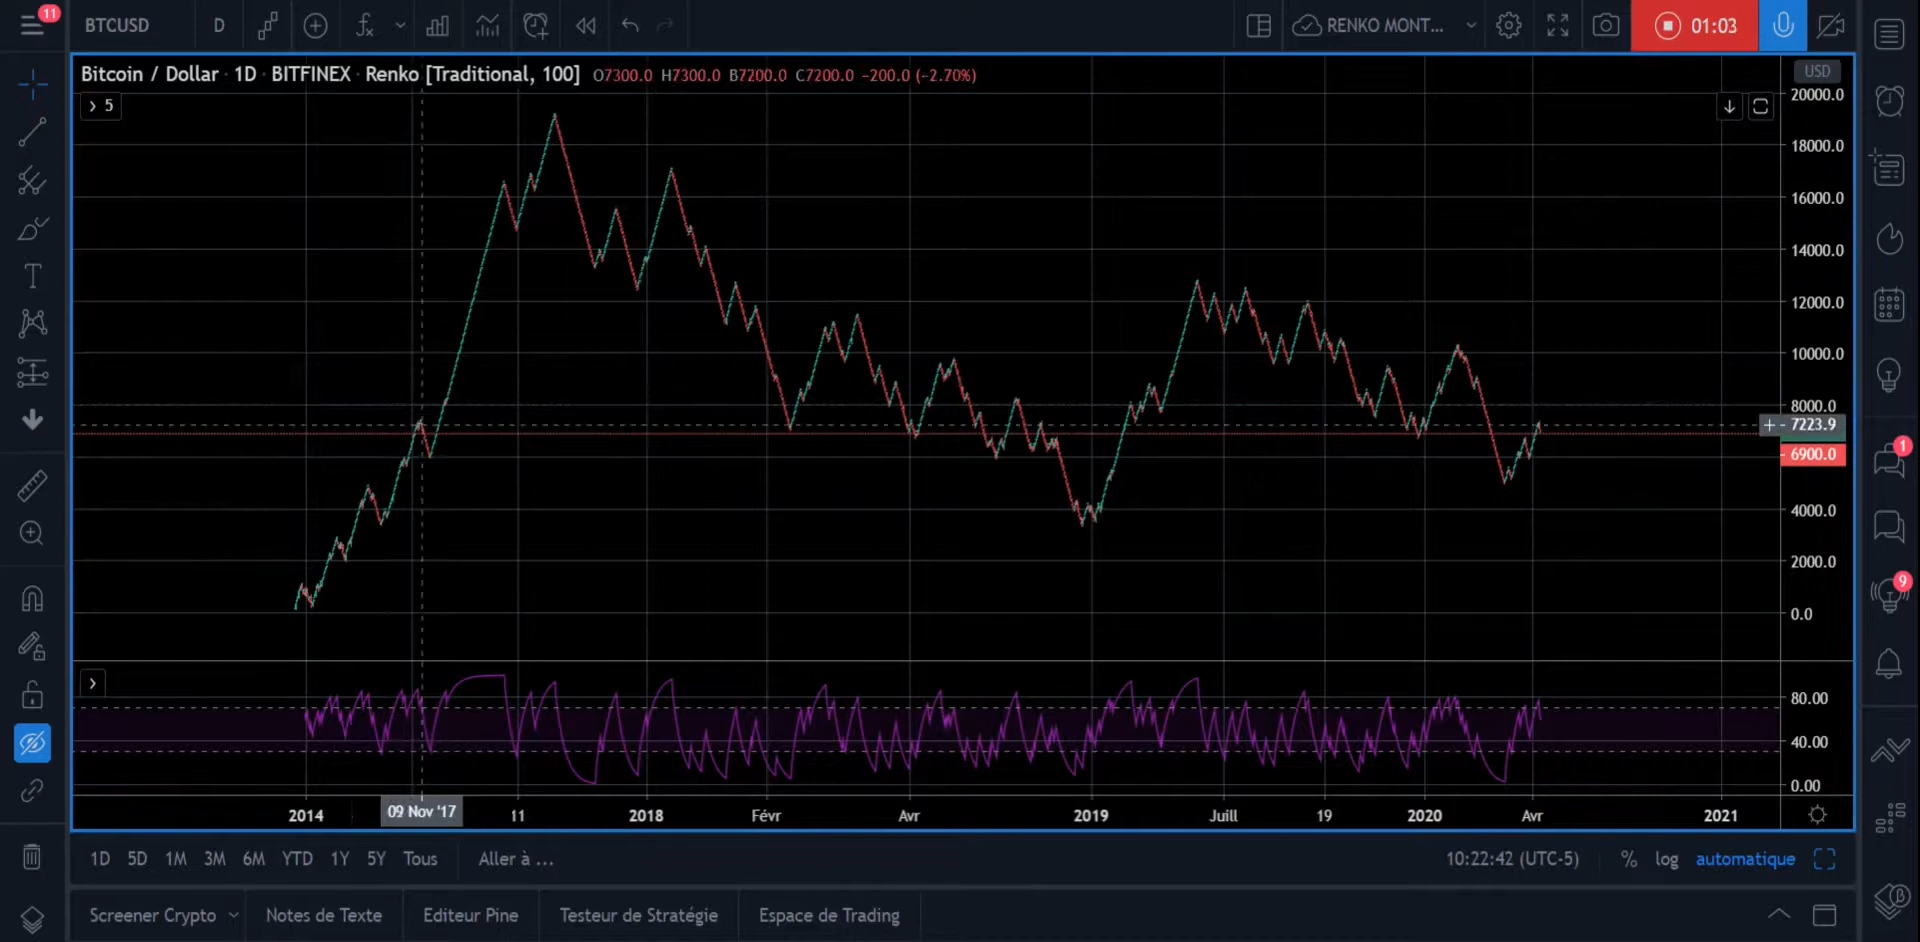 11
BTCUSD
D
RENKO MONT...
01:03
Bitcoin / Dollar · 1D · BITFINEX · Renko [Traditional, 100] O7300.0 H7300.0 B7200.0 C7200.0 −200.0 (−2.70%)
USD
5
20000.0
18000.0
16000.0
14000.0
12000.0
10000.0
8000.0
7223.9
6900.0
4000.0
2000.0
0.0
1
9
80.00
40.00
0.00
2014 09 Nov '17 11 2018 Févr Avr 2019 Juill 19 2020 Avr 2021
1D 5D 1M 3M 6M YTD 1Y 5Y Tous Aller à ... 10:22:42 (UTC-5) % log automatique
Screener Crypto Notes de Texte Editeur Pine Testeur de Stratégie Espace de Trading